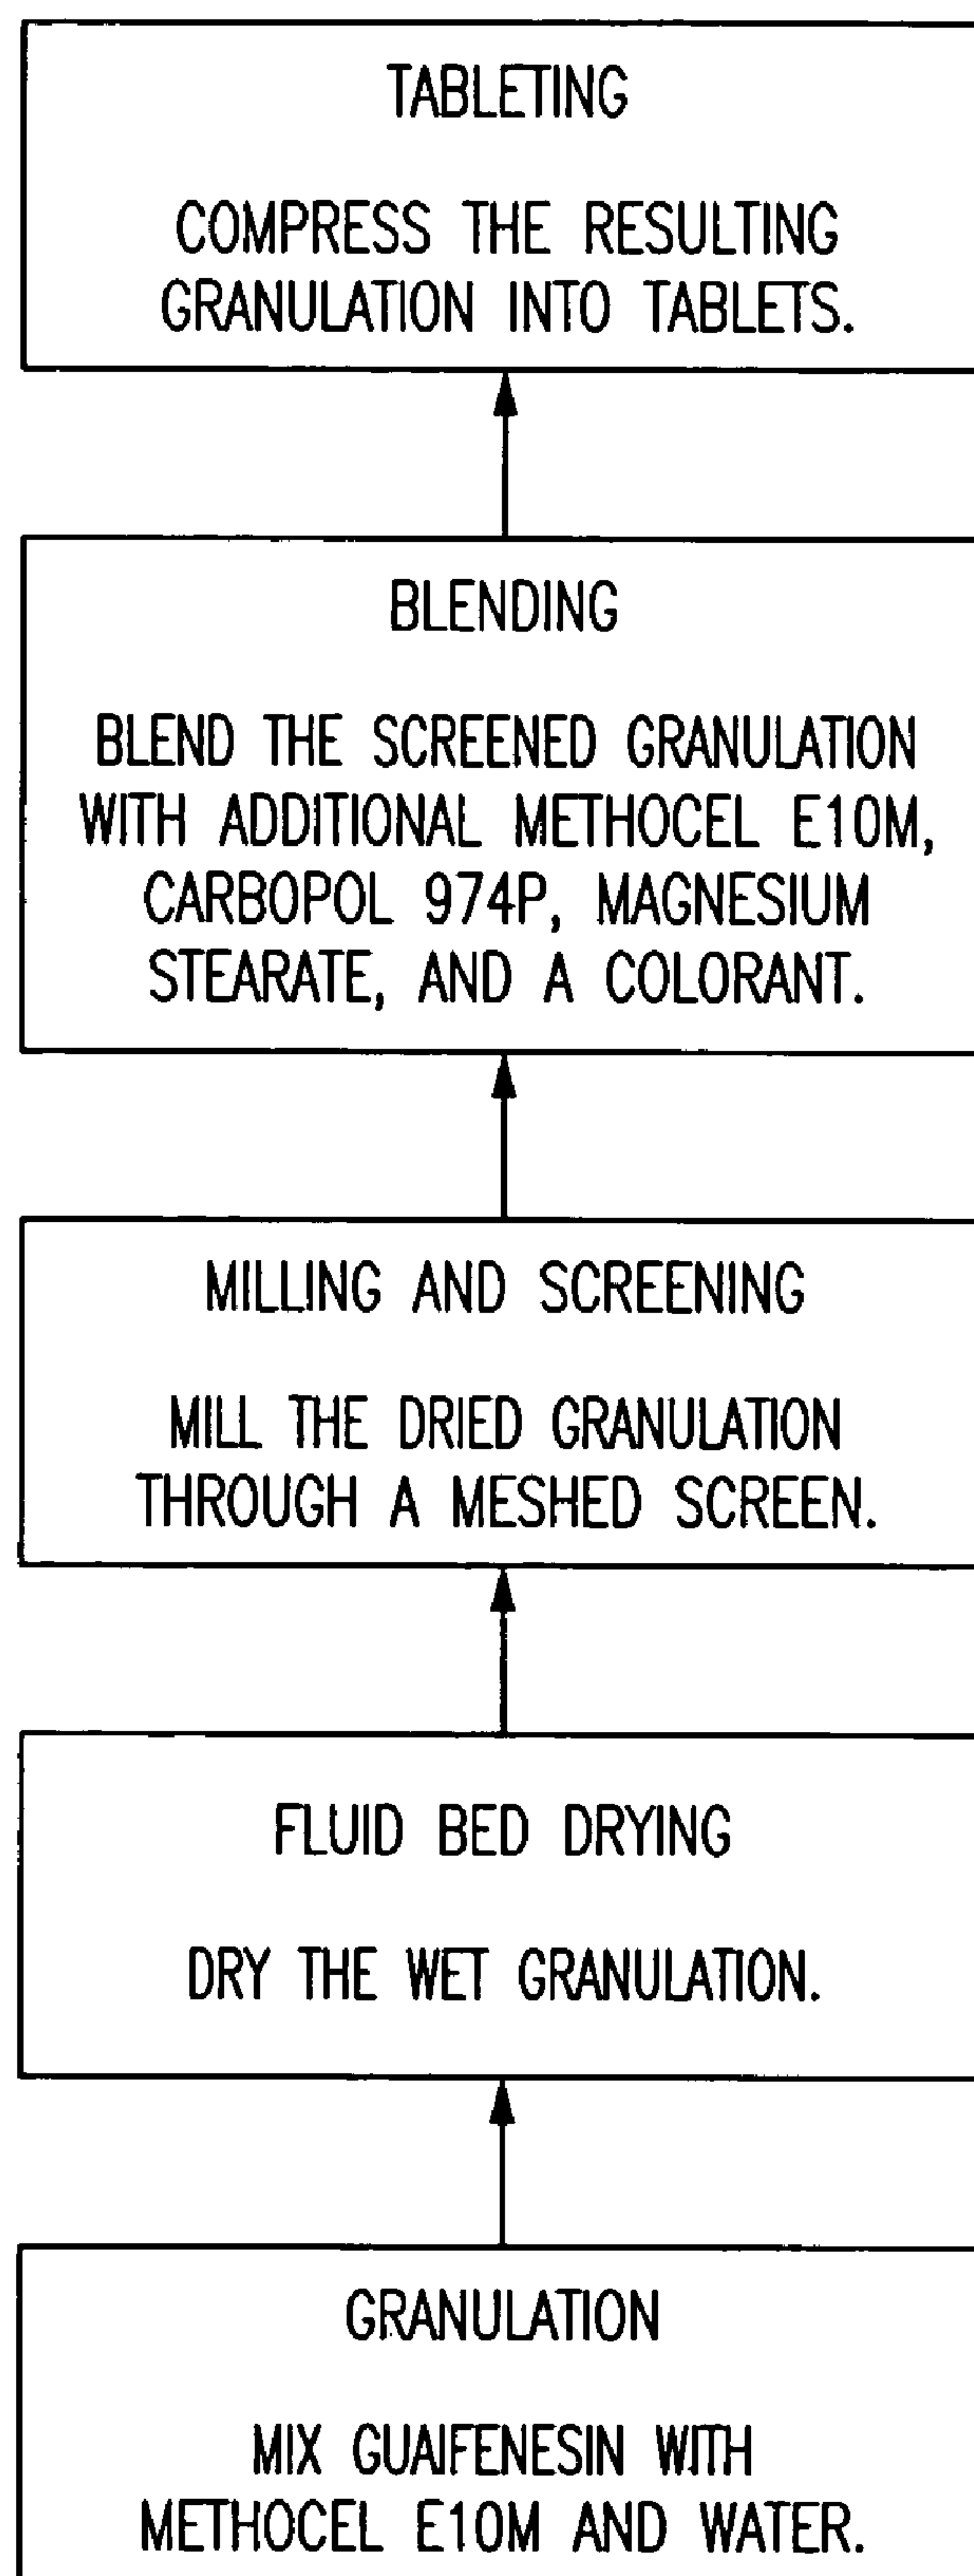 TABLETING
COMPRESS THE RESULTING
GRANULATION INTO TABLETS.
BLENDING
BLEND THE SCREENED GRANULATION
WITH ADDITIONAL METHOCEL E10M,
CARBOPOL 974P, MAGNESIUM
STEARATE, AND A COLORANT.
MILLING AND SCREENING
MILL THE DRIED GRANULATION
THROUGH A MESHED SCREEN.
FLUID BED DRYING
DRY THE WET GRANULATION.
GRANULATION
MIX GUAIFENESIN WITH
METHOCEL E10M AND WATER.